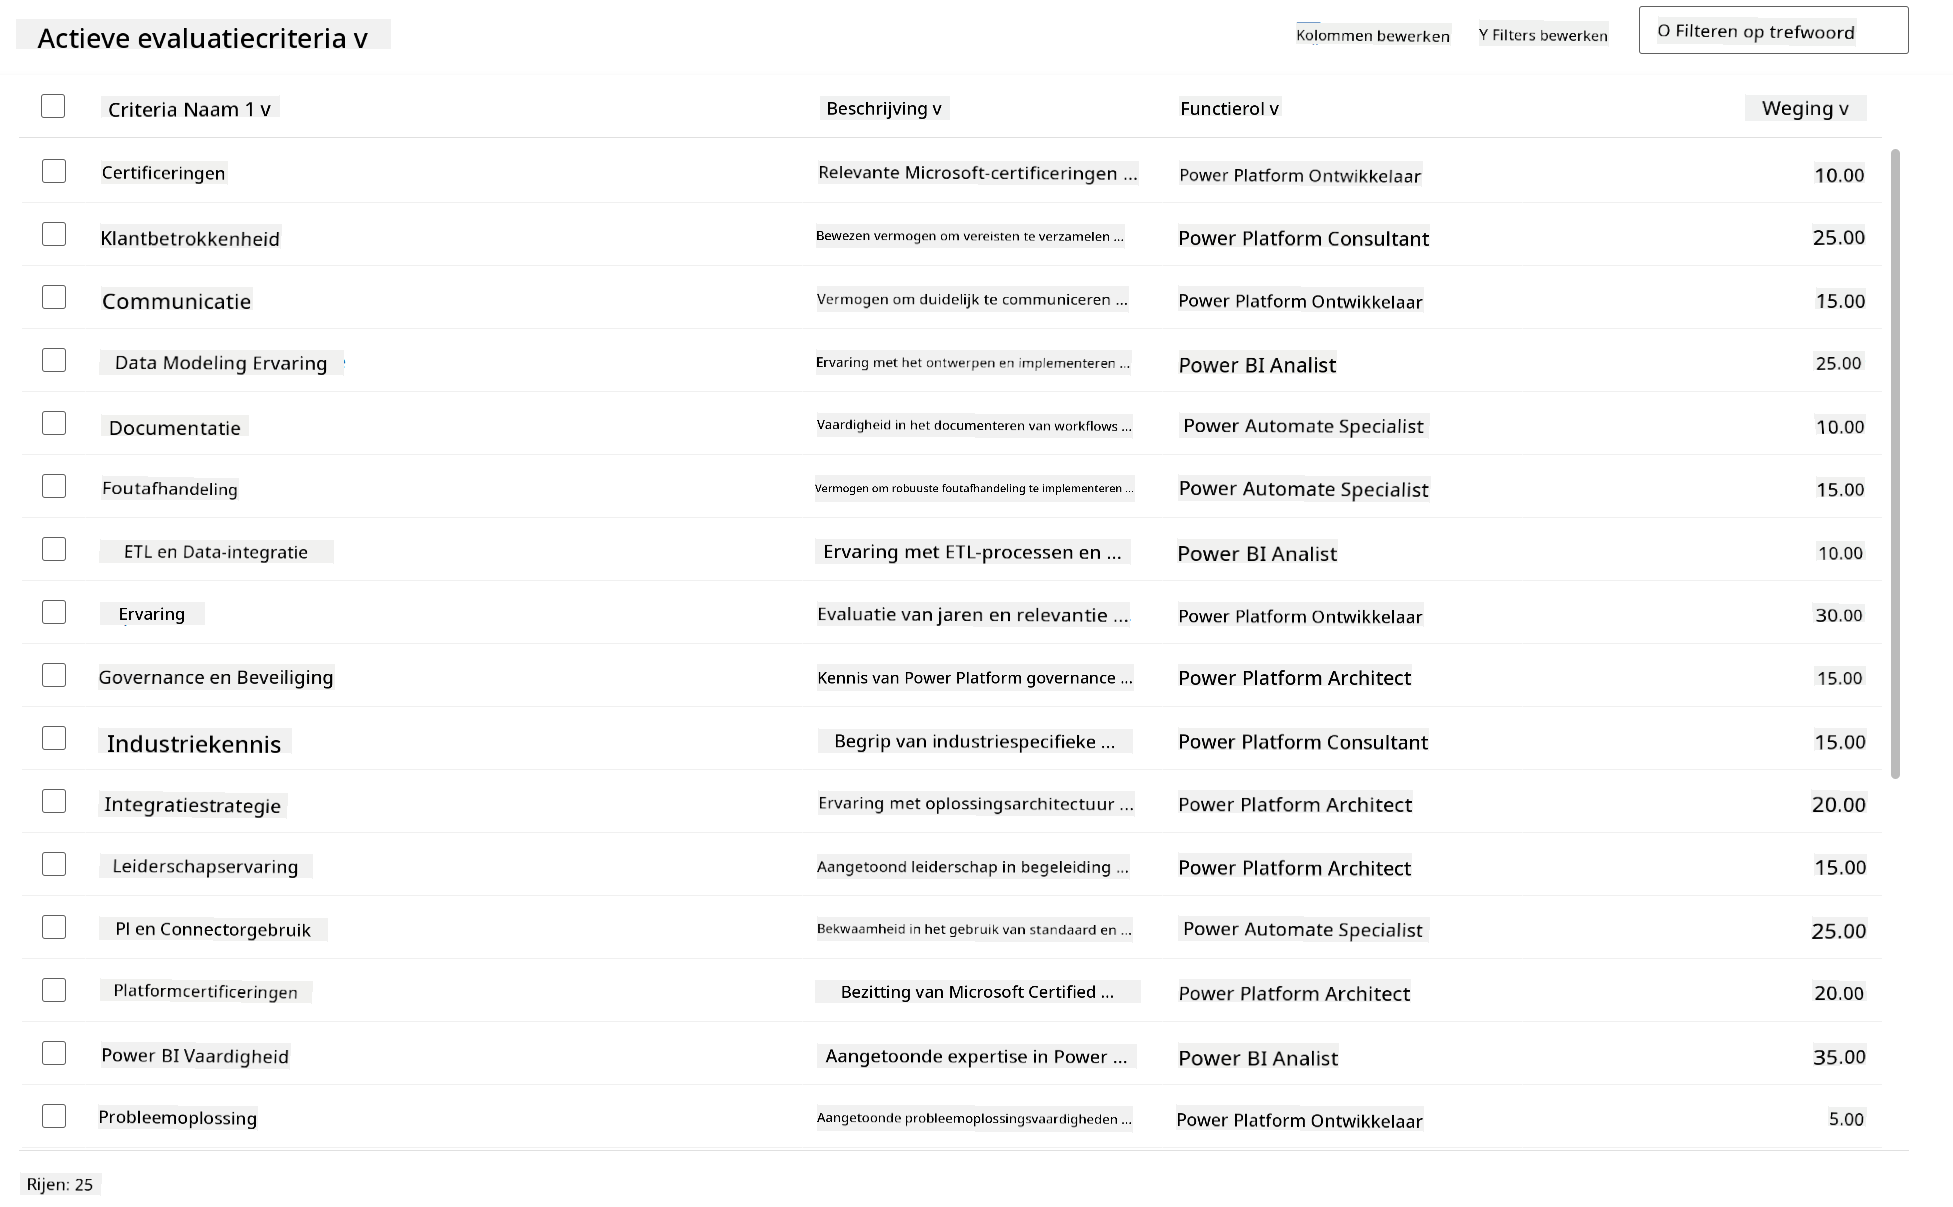 Actieve evaluatiecriteria v
Kolommen bewerken Y Filters bewerken O Filteren op trefwoord
Criteria Naam 1 v Beschrijving v Functierol v Weging v
Certificeringen Relevante Microsoft-certificeringen ... Power Platform Ontwikkelaar 10.00
Klantbetrokkenheid Bewezen vermogen om vereisten te verzamelen ... Power Platform Consultant 25.00
Communicatie Vermogen om duidelijk te communiceren ... Power Platform Ontwikkelaar 15.00
Data Modeling Ervaring Ervaring met het ontwerpen en implementeren ... Power BI Analist 25.00
Documentatie Vaardigheid in het documenteren van workflows ... Power Automate Specialist 10.00
Foutafhandeling Vermogen om robuuste foutafhandeling te implementeren ... Power Automate Specialist 15.00
ETL en Data-integratie Ervaring met ETL-processen en ... Power BI Analist 10.00
Ervaring Evaluatie van jaren en relevantie ... Power Platform Ontwikkelaar 30.00
Governance en Beveiliging Kennis van Power Platform governance ... Power Platform Architect 15.00
Industriekennis Begrip van industriespecifieke ... Power Platform Consultant 15.00
Integratiestrategie Ervaring met oplossingsarchitectuur ... Power Platform Architect 20.00
Leiderschapservaring Aangetoond leiderschap in begeleiding ... Power Platform Architect 15.00
PI en Connectorgebruik Bekwaamheid in het gebruik van standaard en ... Power Automate Specialist 25.00
Platformcertificeringen Bezitting van Microsoft Certified ... Power Platform Architect 20.00
Power BI Vaardigheid Aangetoonde expertise in Power ... Power BI Analist 35.00
Probleemoplossing Aangetoonde probleemoplossingsvaardigheden ... Power Platform Ontwikkelaar 5.00
Rijen: 25